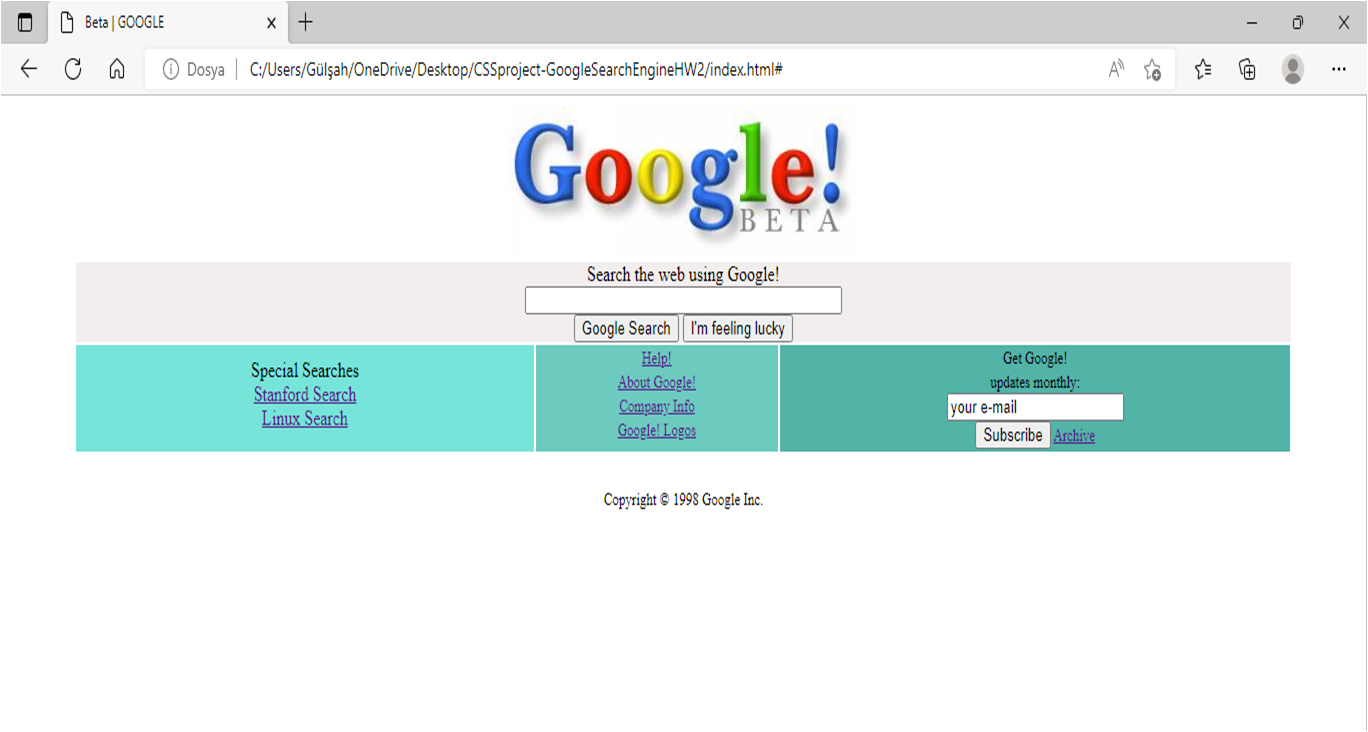 Beta | GOOGLE
Dosya C:/Users/Gülşah/OneDrive/Desktop/CSSproject-GoogleSearchEngineHW2/index.html#
Google!
BETA
Search the web using Google!
Google Search I'm feeling lucky
Special Searches
Stanford Search
Linux Search
Help!
About Google!
Company Info
Google! Logos
Get Google!
updates monthly:
your e-mail
Subscribe Archive
Copyright © 1998 Google Inc.